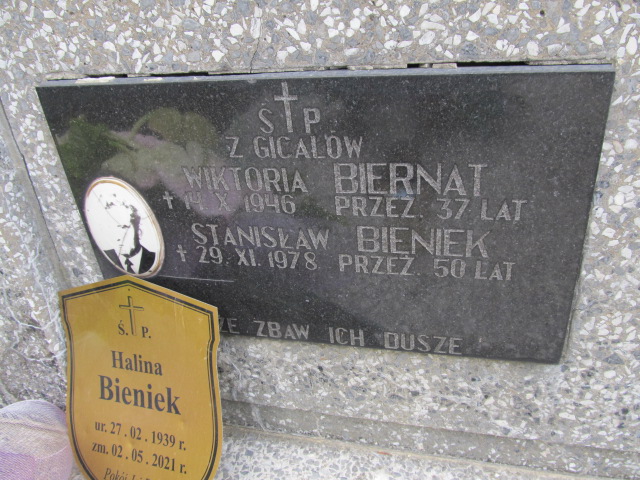 Ś P
Z GICALÓW
WIKTORIA BIERNAT
† 14 X 1946 PRZEŻ. 37 LAT
STANISŁAW BIENIEK
† 29. XI. 1978 PRZEŻ. 50 LAT
ZBAW ICH DUSZE
Ś. P.
Halina
Bieniek
ur. 27.02.1939 r.
zm. 02.05.2021 r.